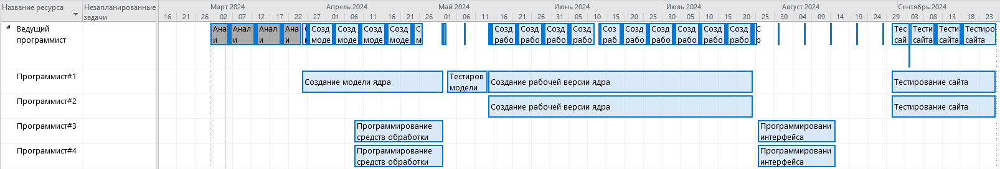 Название ресурса
Незапланированные
задачи
Март 2024
Апрель 2024
Май 2024
Июнь 2024
Июль 2024
Август 2024
Сентябрь 2024
16 21 26 02 07 12 17 22 27 01 06 11 16 21 26 01 06 11 16 21 26 31 05 10 15 20 25 30 05 10 15 20 25 30 04 09 14 19 24 29 03 08 13 18 23
Ведущий
программист
Ана Анал Анал Ана Созд Созд Созд Созд С Созд Созд Созд Созд Соз Созд Созд Созд Созд Созд С Тес Тести Тести Тестиро
и и и и м моде моде моде моде м рабо рабо рабо рабо раб рабо рабо рабо рабо рабо р сай сайта сайта сайта
Программист#1
Создание модели ядра
Тестиров
модели
Создание рабочей версии ядра
Тестирование сайта
Программист#2
Создание рабочей версии ядра
Тестирование сайта
Программист#3
Программирование
средств обработки
Программировани
интерфейса
Программист#4
Программирование
средств обработки
Программировани
интерфейса